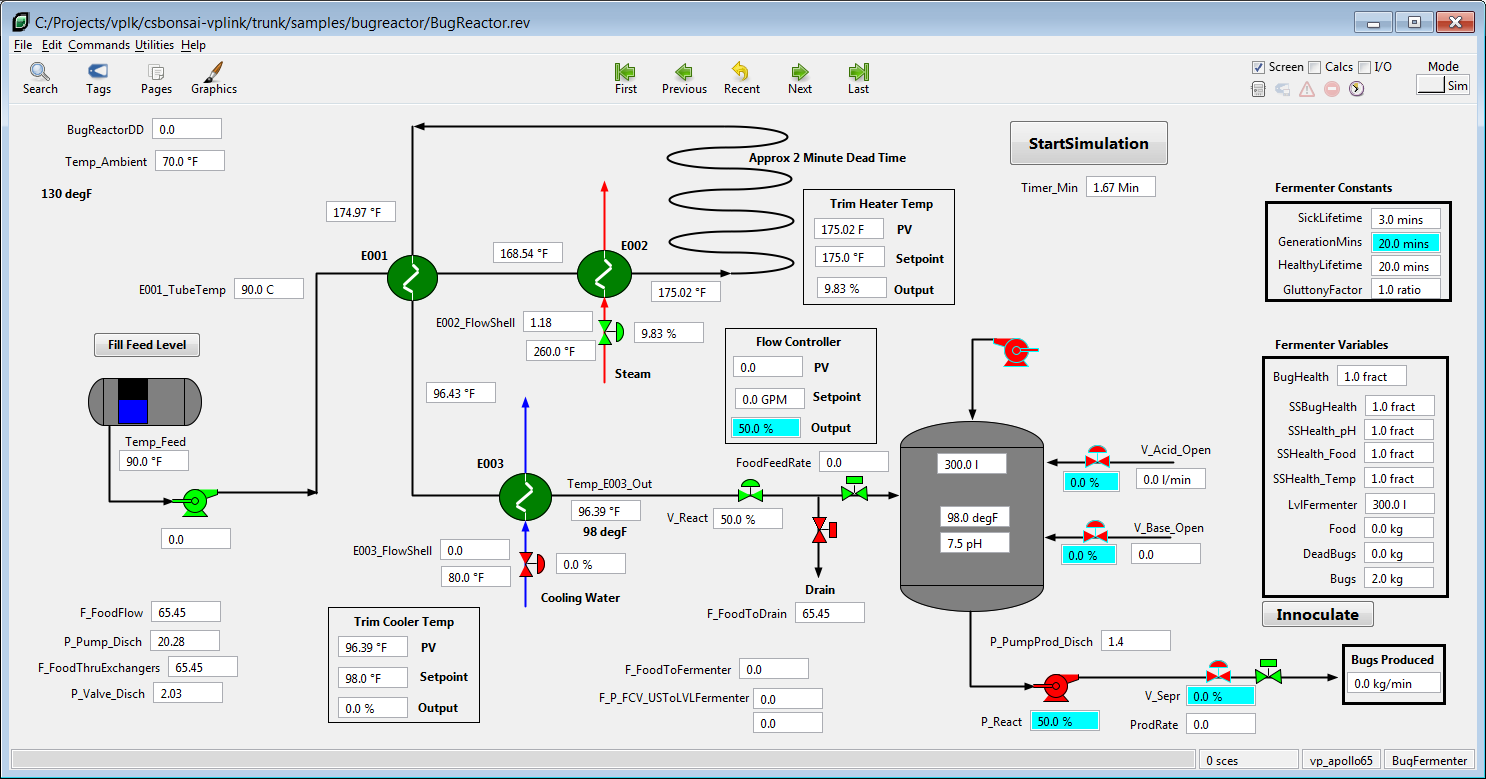 C:/Projects/vplk/csbonsai-vplink/trunk/samples/bugreactor/BugReactor.rev
File Edit Commands Utilities Help
Search Tags Pages Graphics First Previous Recent Next Last
Screen Calcs I/O Mode
Sim
BugReactorDD 0.0
Temp_Ambient 70.0 °F
130 degF
StartSimulation
Timer_Min 1.67 Min
Approx 2 Minute Dead Time
Trim Heater Temp
175.02 F PV
175.0 °F Setpoint
9.83 % Output
174.97 °F
E001
168.54 °F
E002
175.02 °F
E001_TubeTemp 90.0 C
E002_FlowShell 1.18
260.0 °F
9.83 %
Steam
Fill Feed Level
Temp_Feed
90.0 °F
0.0
96.43 °F
Flow Controller
0.0 PV
0.0 GPM Setpoint
50.0 % Output
FoodFeedRate 0.0
E003
Temp_E003_Out
96.39 °F
98 degF
V_React 50.0 %
E003_FlowShell 0.0
80.0 °F
0.0 %
Cooling Water
Drain
F_FoodToDrain 65.45
300.0 l
98.0 degF
7.5 pH
V_Acid_Open
0.0 % 0.0 l/min
V_Base_Open
0.0 % 0.0
Fermenter Constants
SickLifetime 3.0 mins
GenerationMins 20.0 mins
HealthyLifetime 20.0 mins
GluttonyFactor 1.0 ratio
Fermenter Variables
BugHealth 1.0 fract
SSBugHealth 1.0 fract
SSHealth_pH 1.0 fract
SSHealth_Food 1.0 fract
SSHealth_Temp 1.0 fract
LvlFermenter 300.0 l
Food 0.0 kg
DeadBugs 0.0 kg
Bugs 2.0 kg
Innoculate
F_FoodFlow 65.45
P_Pump_Disch 20.28
F_FoodThruExchangers 65.45
P_Valve_Disch 2.03
Trim Cooler Temp
96.39 °F PV
98.0 °F Setpoint
0.0 % Output
F_FoodToFermenter 0.0
F_P_FCV_USToLVLFermenter 0.0
0.0
P_PumpProd_Disch 1.4
P_React 50.0 %
V_Sepr 0.0 %
ProdRate 0.0
Bugs Produced
0.0 kg/min
0 sces vp_apollo65 BugFermenter